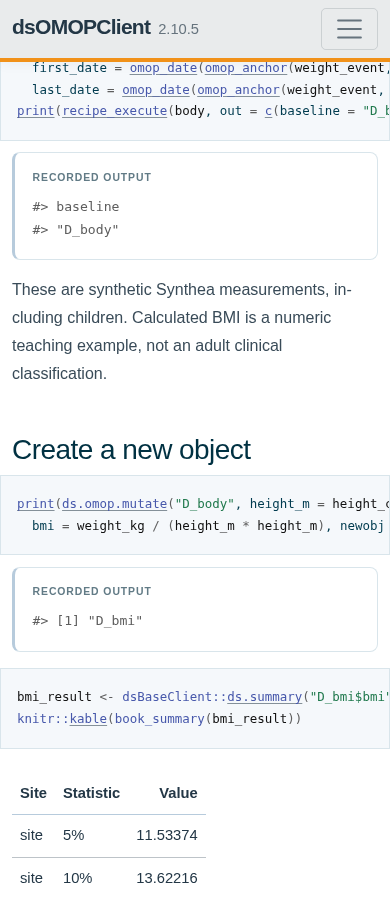 dsOMOPClient 2.10.5
first_date = omop_date(omop_anchor(weight_event,
last_date = omop_date(omop_anchor(weight_event,
print(recipe_execute(body, out = c(baseline = "D_b
RECORDED OUTPUT
#> baseline
#> "D_body"
These are synthetic Synthea measurements, in-
cluding children. Calculated BMI is a numeric
teaching example, not an adult clinical
classification.
Create a new object
print(ds.omop.mutate("D_body", height_m = height_c
bmi = weight_kg / (height_m * height_m), newobj
RECORDED OUTPUT
#> [1] "D_bmi"
bmi_result <- dsBaseClient::ds.summary("D_bmi$bmi"
knitr::kable(book_summary(bmi_result))
Site Statistic Value
site 5% 11.53374
site 10% 13.62216